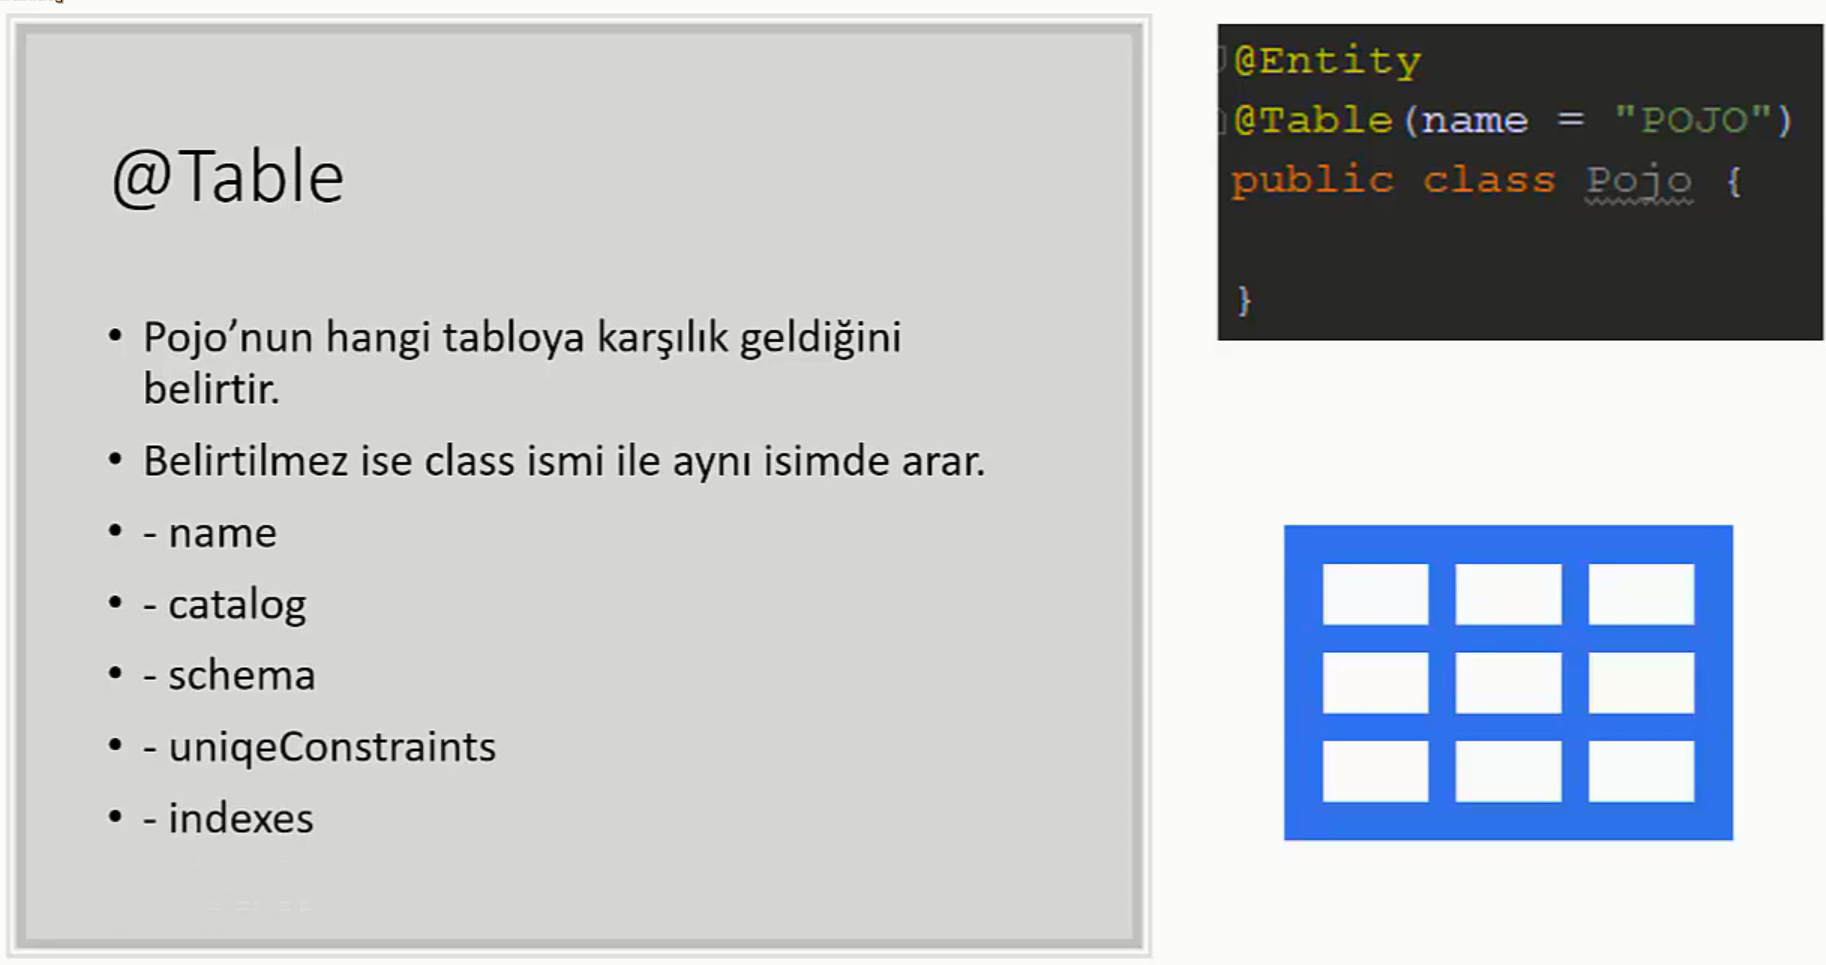 @Table
• Pojo’nun hangi tabloya karşılık geldiğini
belirtir.
• Belirtilmez ise class ismi ile aynı isimde arar.
• - name
• - catalog
• - schema
• - uniqeConstraints
• - indexes
@Entity
@Table(name = "POJO")
public class Pojo {
}